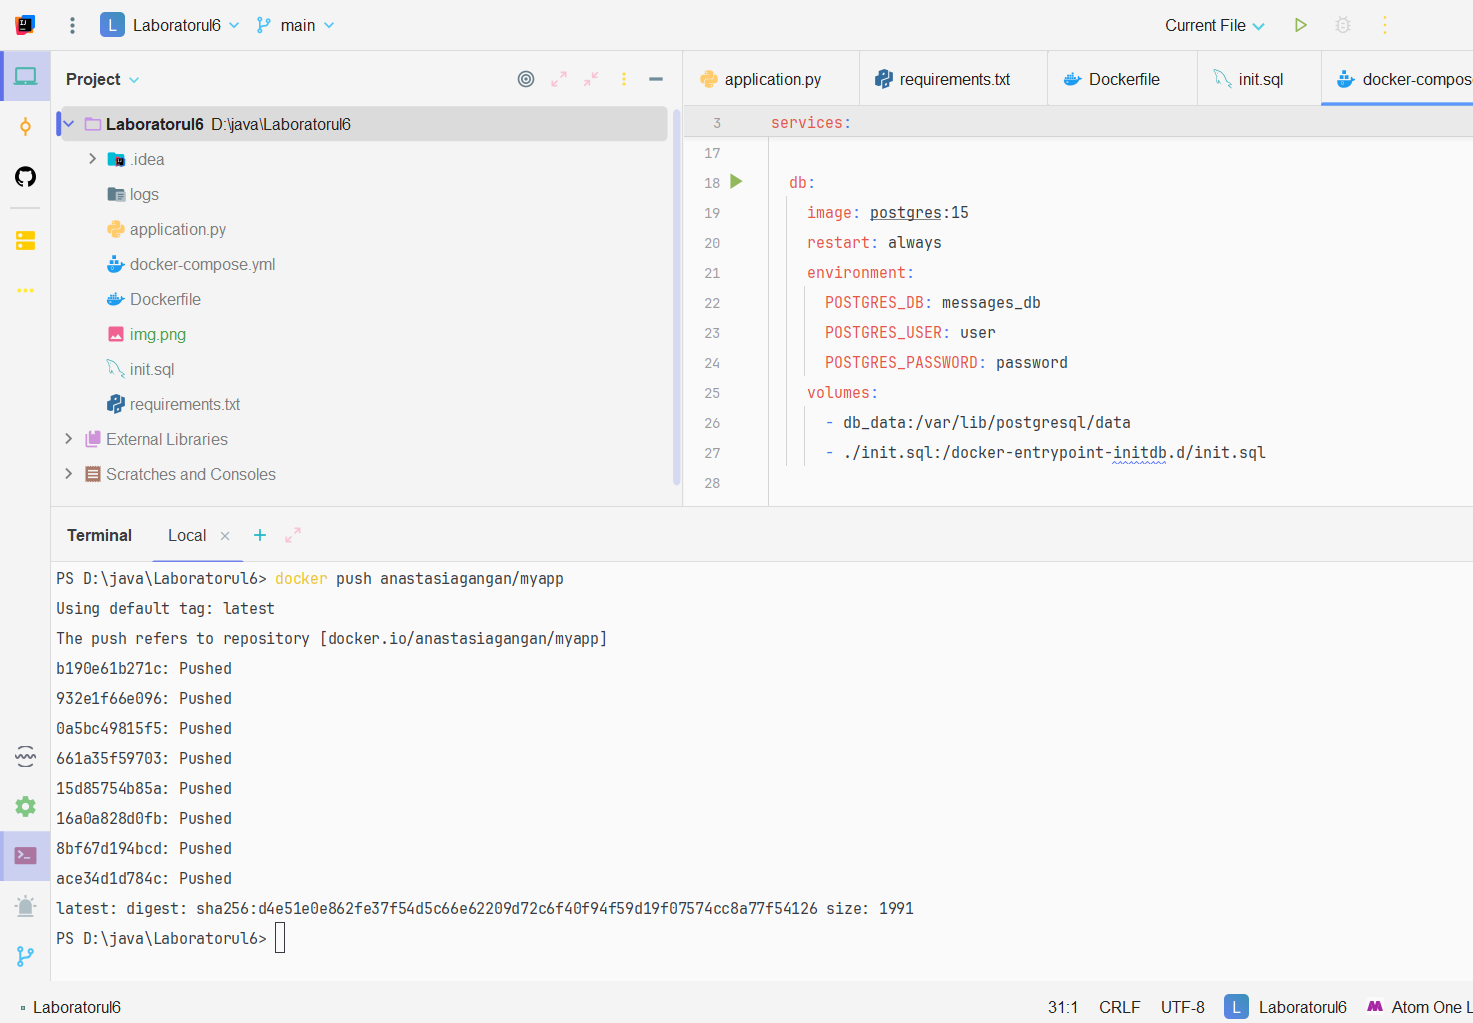 L Laboratorul6 main Current File
Project
application.py requirements.txt Dockerfile init.sql docker-compos
Laboratorul6 D:\java\Laboratorul6
.idea
logs
application.py
docker-compose.yml
Dockerfile
img.png
init.sql
requirements.txt
External Libraries
Scratches and Consoles
3 services:
17
18 db:
19 image: postgres:15
20 restart: always
21 environment:
22 POSTGRES_DB: messages_db
23 POSTGRES_USER: user
24 POSTGRES_PASSWORD: password
25 volumes:
26 - db_data:/var/lib/postgresql/data
27 - ./init.sql:/docker-entrypoint-initdb.d/init.sql
28
Terminal Local
PS D:\java\Laboratorul6> docker push anastasiagangan/myapp
Using default tag: latest
The push refers to repository [docker.io/anastasiagangan/myapp]
b190e61b271c: Pushed
932e1f66e096: Pushed
0a5bc49815f5: Pushed
661a35f59703: Pushed
15d85754b85a: Pushed
16a0a828d0fb: Pushed
8bf67d194bcd: Pushed
ace34d1d784c: Pushed
latest: digest: sha256:d4e51e0e862fe37f54d5c66e62209d72c6f40f94f59d19f07574cc8a77f54126 size: 1991
PS D:\java\Laboratorul6>
Laboratorul6 31:1 CRLF UTF-8 L Laboratorul6 Atom One L